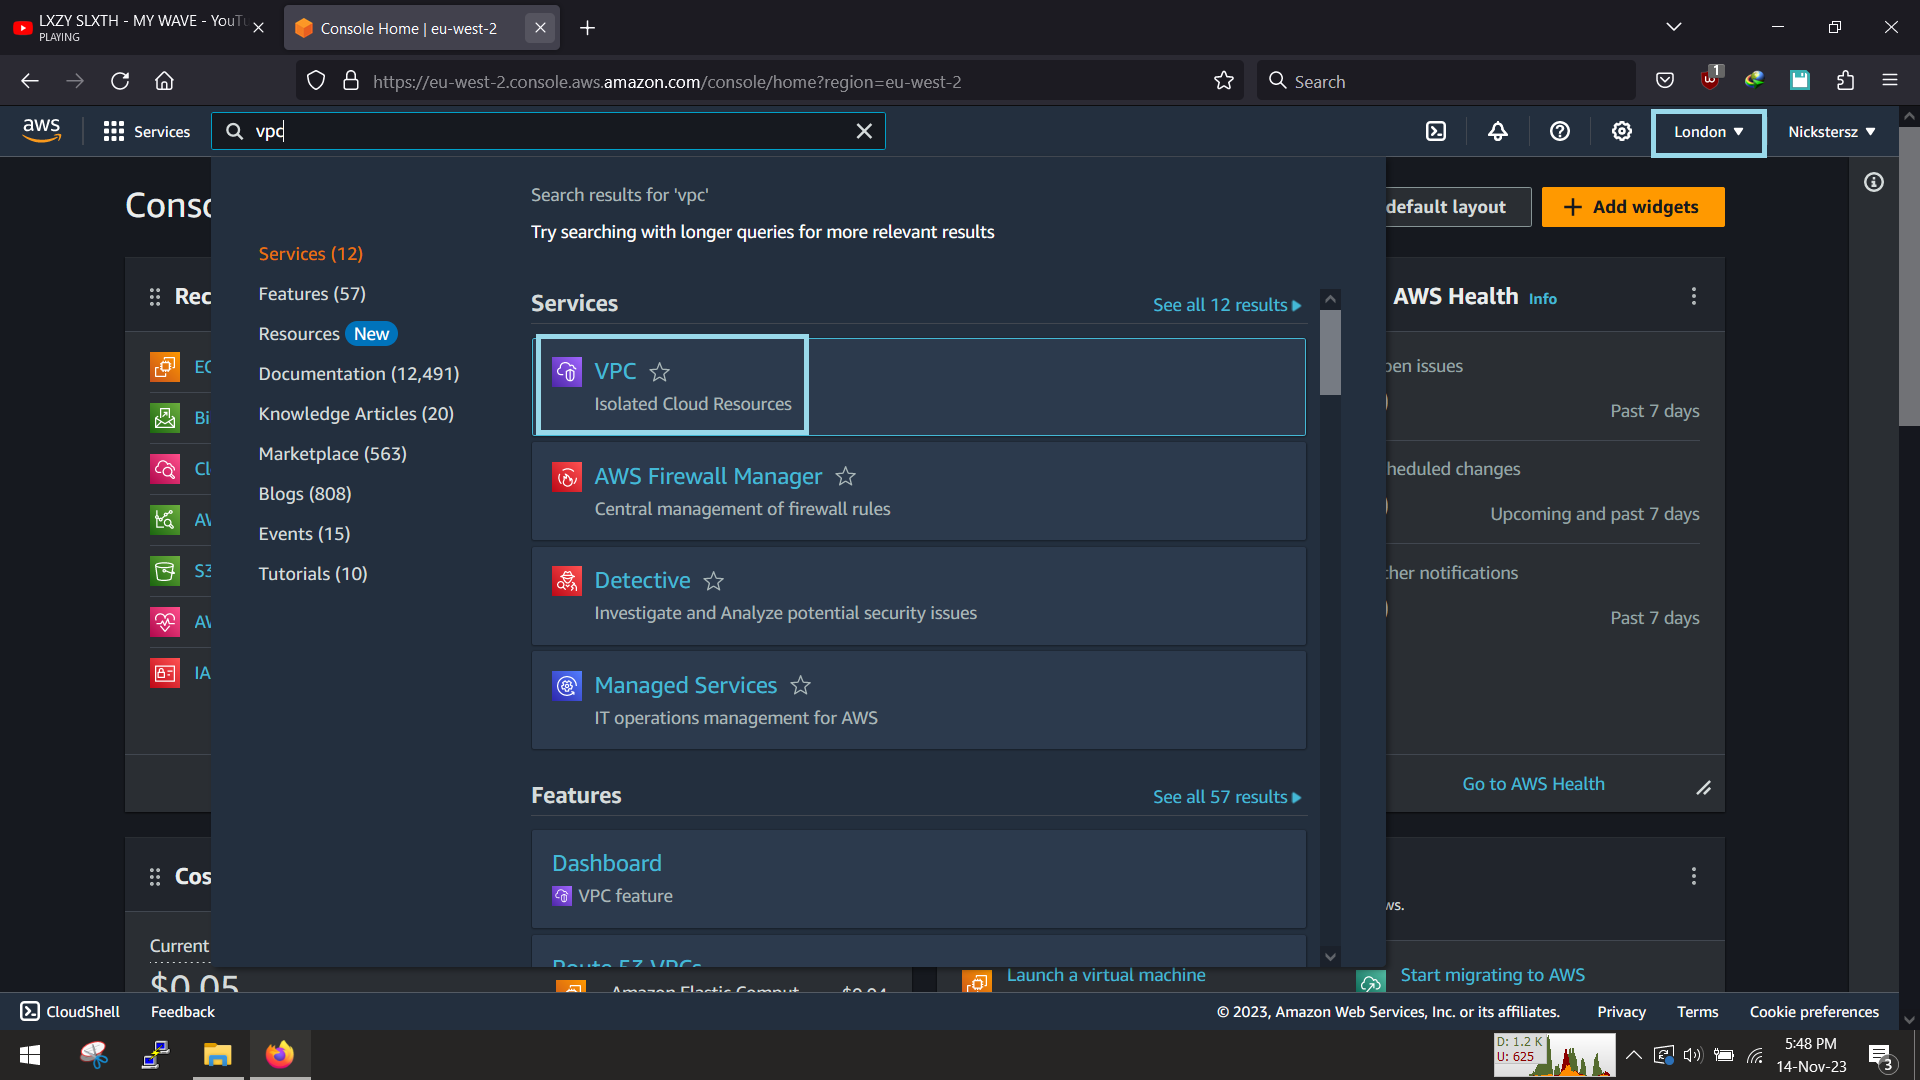 LXZY SLXTH - MY WAVE - YouTu
PLAYING
Console Home | eu-west-2
https://eu-west-2.console.aws.amazon.com/console/home?region=eu-west-2
Search
1
aws
Services
vpc
London
Nickstersz
Conso
default layout
+ Add widgets
Search results for 'vpc'
Try searching with longer queries for more relevant results
Services (12)
Features (57)
Resources New
Documentation (12,491)
Knowledge Articles (20)
Marketplace (563)
Blogs (808)
Events (15)
Tutorials (10)
Services
See all 12 results
VPC
Isolated Cloud Resources
AWS Firewall Manager
Central management of firewall rules
Detective
Investigate and Analyze potential security issues
Managed Services
IT operations management for AWS
Features
See all 57 results
Dashboard
VPC feature
Route 53 VPCs
Rec
EC
Bi
Cl
AW
S3
AW
IA
AWS Health Info
pen issues
Past 7 days
heduled changes
Upcoming and past 7 days
her notifications
Past 7 days
Go to AWS Health
Cos
Current
$0.05
Amazon Elastic Comput
$0.04
Launch a virtual machine
ws.
Start migrating to AWS
CloudShell
Feedback
© 2023, Amazon Web Services, Inc. or its affiliates.
Privacy
Terms
Cookie preferences
D: 1.2 K
U: 625
5:48 PM
14-Nov-23
3